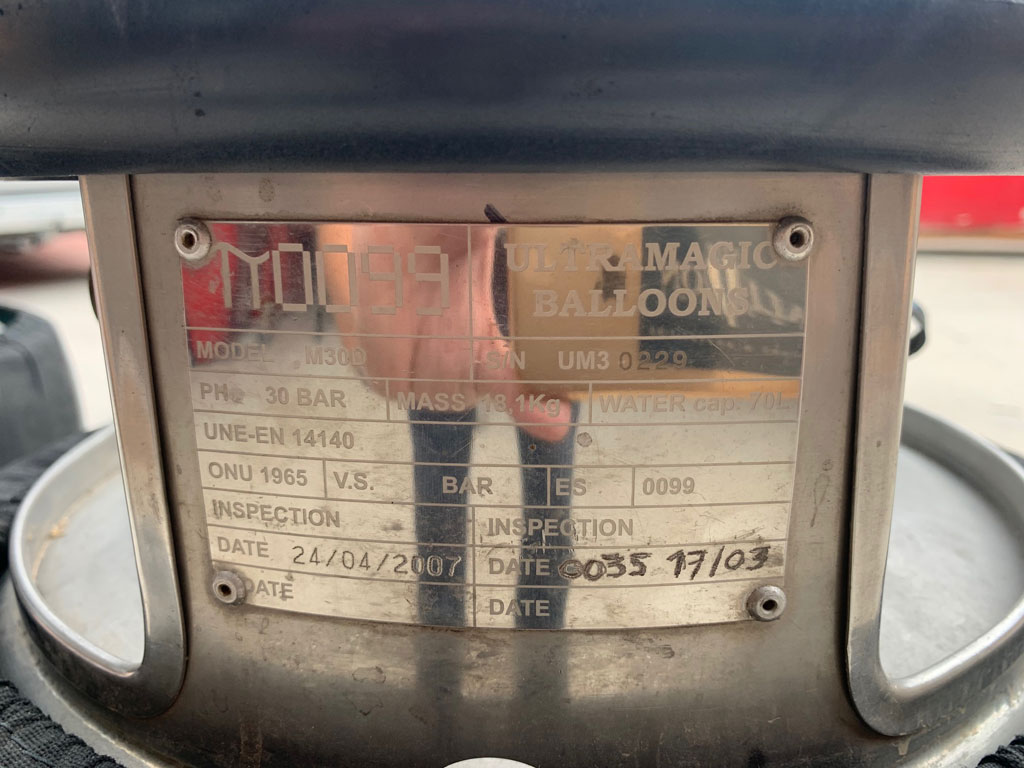 π0099
ULTRAMAGIC
BALLOONS
MODEL M30D S/N UM3 0229
PH 30 BAR MASS 18,1Kg WATER cap. 70L
UNE-EN 14140
ONU 1965 V.S. BAR ES 0099
INSPECTION INSPECTION
DATE 24/04/2007 DATE 0035 17/03
DATE DATE